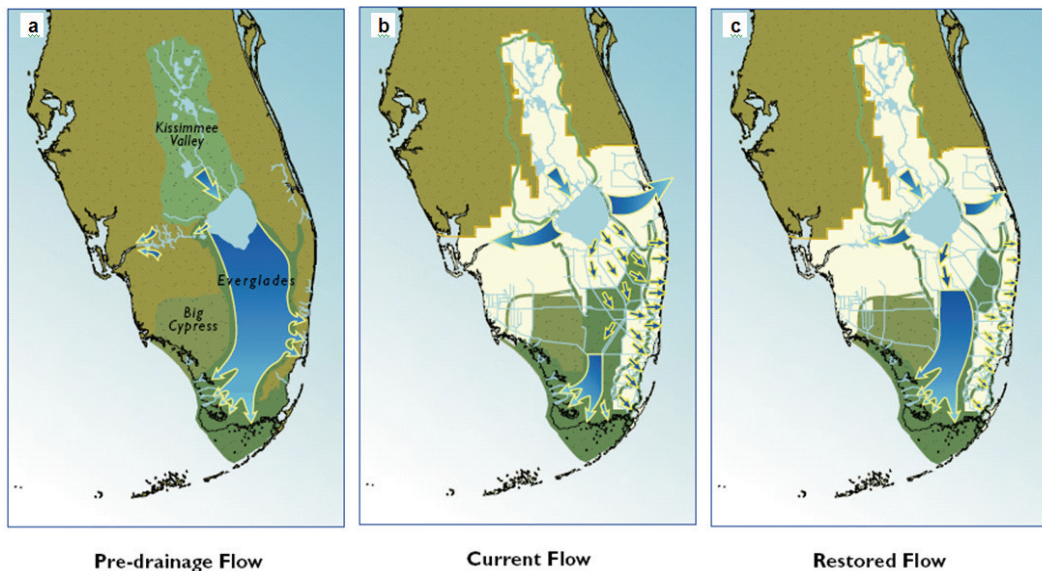 a
Kissimmee
Valley
Everglades
Big
Cypress
Pre-drainage Flow
b
Current Flow
c
Restored Flow